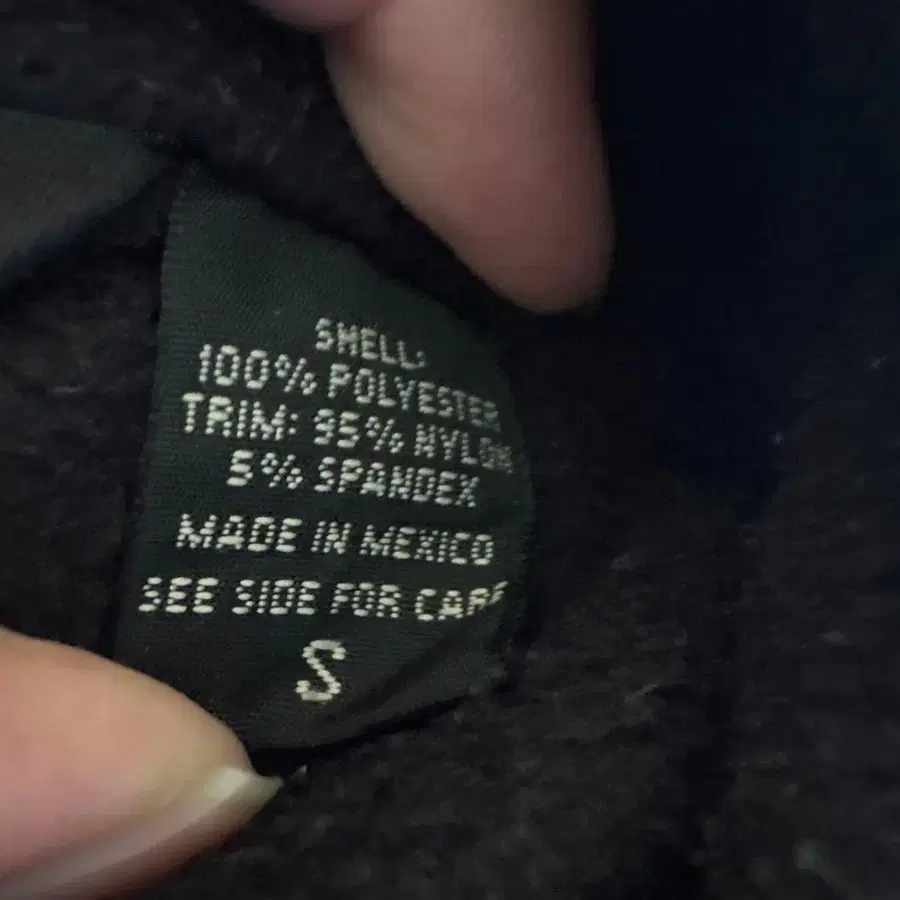 SHELL:
100% POLYESTER
TRIM: 95% NYLON
5% SPANDEX
MADE IN MEXICO
SEE SIDE FOR CARE
S